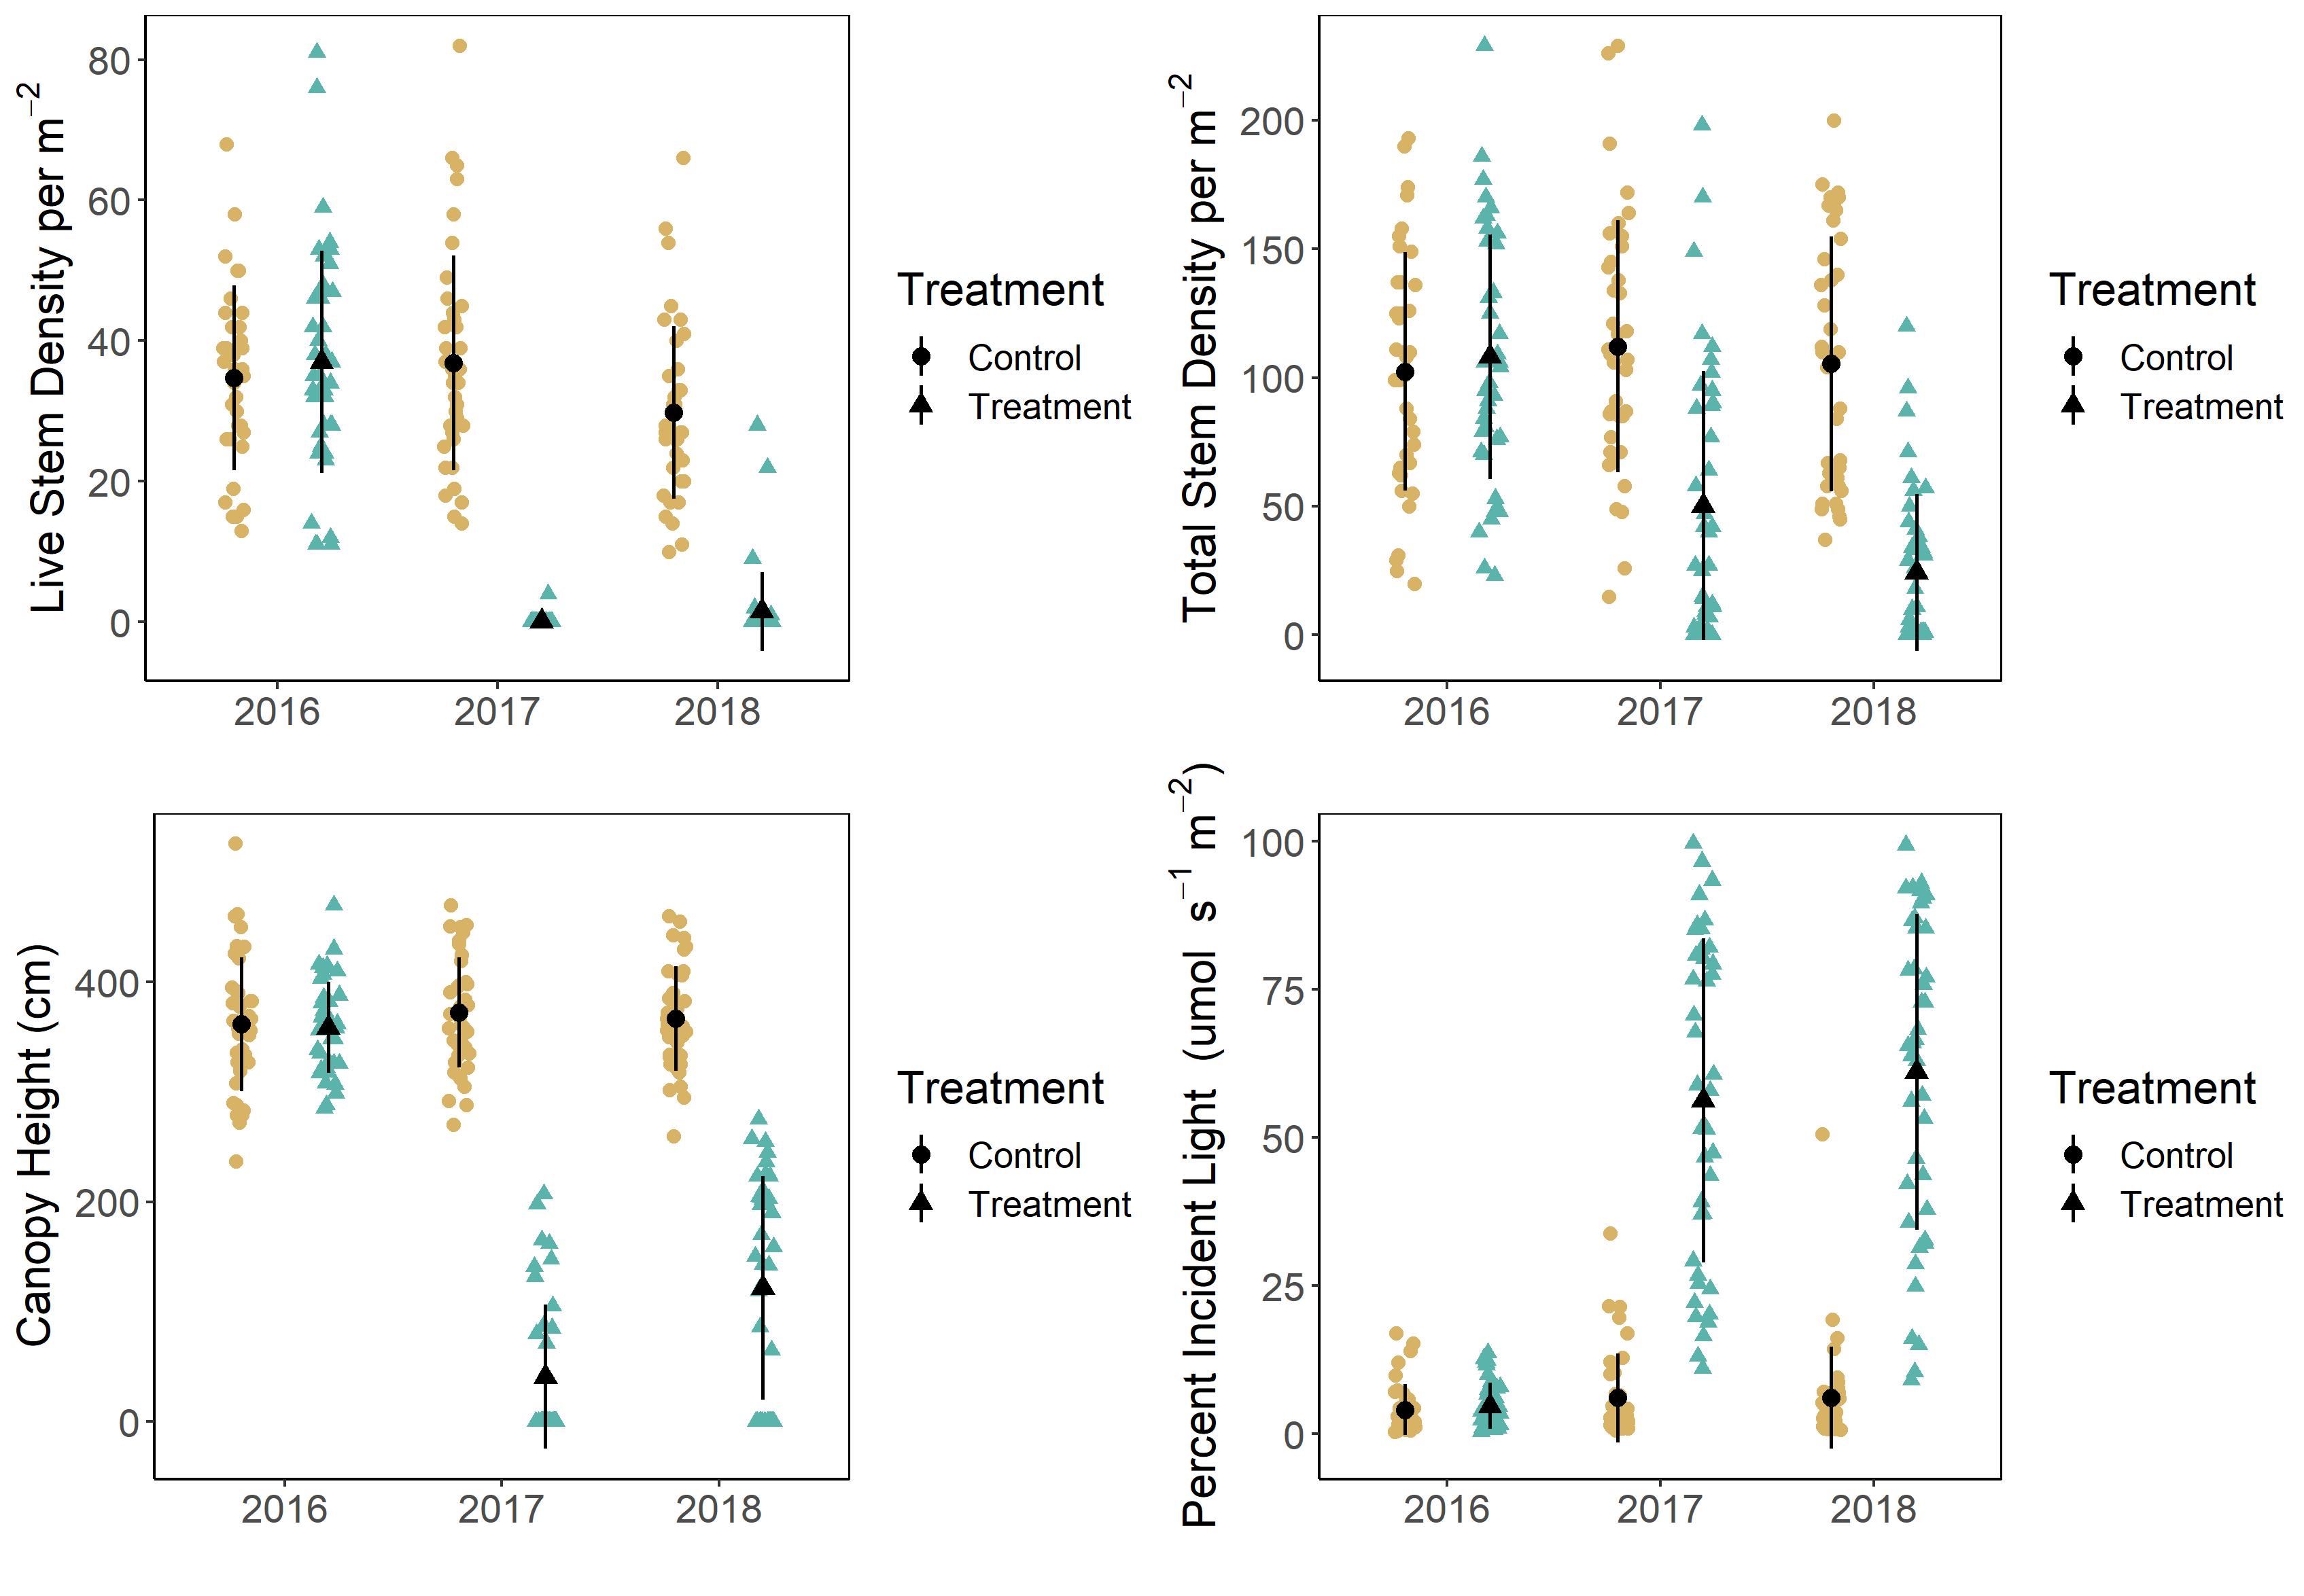 Live Stem Density per m⁻²
80
60
40
20
0
2016 2017 2018
Treatment
Control
Treatment
Total Stem Density per m⁻²
200
150
100
50
0
2016 2017 2018
Treatment
Control
Treatment
Canopy Height (cm)
400
200
0
2016 2017 2018
Treatment
Control
Treatment
Percent Incident Light (umol s⁻¹ m⁻²)
100
75
50
25
0
2016 2017 2018
Treatment
Control
Treatment